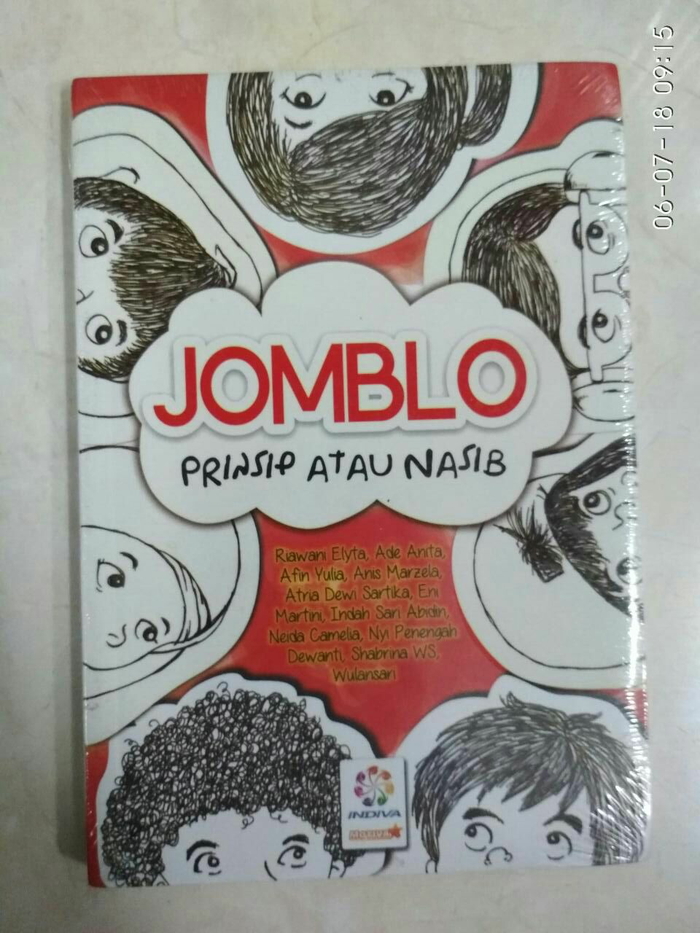 06-07-18 09:15
JOMBLO
PRINSIP ATAU NASIB
Riawani Elyta, Ade Anita,
Afin Yulia, Anis Marzela,
Atria Dewi Sartika, Eni
Martini, Indah Sari Abidin,
Neida Camelia, Nyi Penengah
Dewanti, Shabrina WS,
Wulansari
INDIVA
MOTIVA